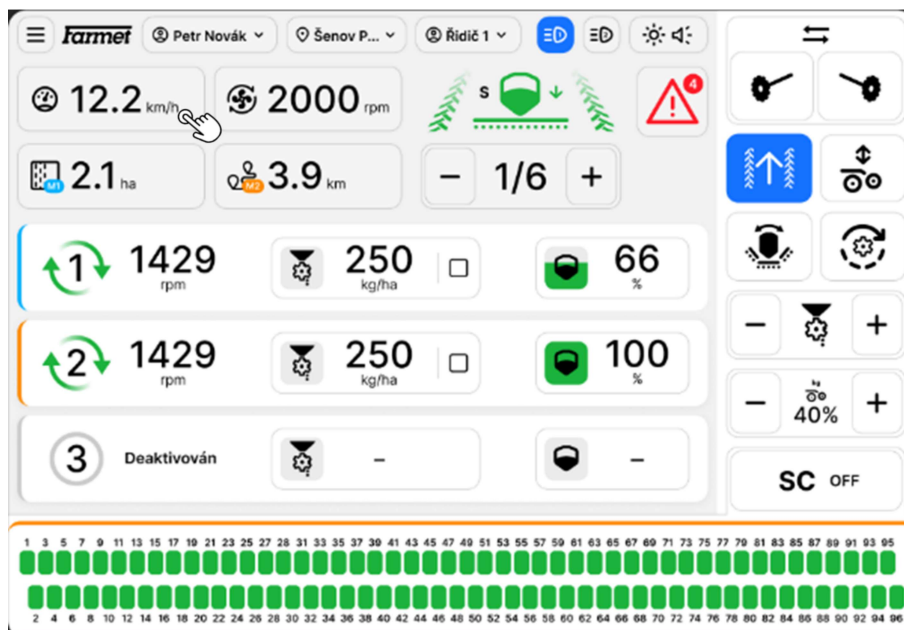 Farmet Petr Novák Šenov P... Řidič 1
12.2 km/h 2000 rpm S 4
2.1 ha M1 3.9 km M2 − 1/6 +
1 1429 rpm 250 kg/ha 66 %
− +
2 1429 rpm 250 kg/ha 100 %
− kg 40% +
3 Deaktivován – –
SC OFF
1 3 5 7 9 11 13 15 17 19 21 23 25 27 28 31 33 35 37 39 41 43 45 47 49 51 53 55 57 59 61 63 65 67 69 71 73 75 77 79 81 83 85 87 89 91 93 95
2 4 6 8 10 12 14 16 18 20 22 24 26 28 30 32 34 36 38 40 42 44 46 48 50 52 54 56 58 60 62 64 66 68 70 72 74 76 78 80 82 84 86 88 90 92 94 96